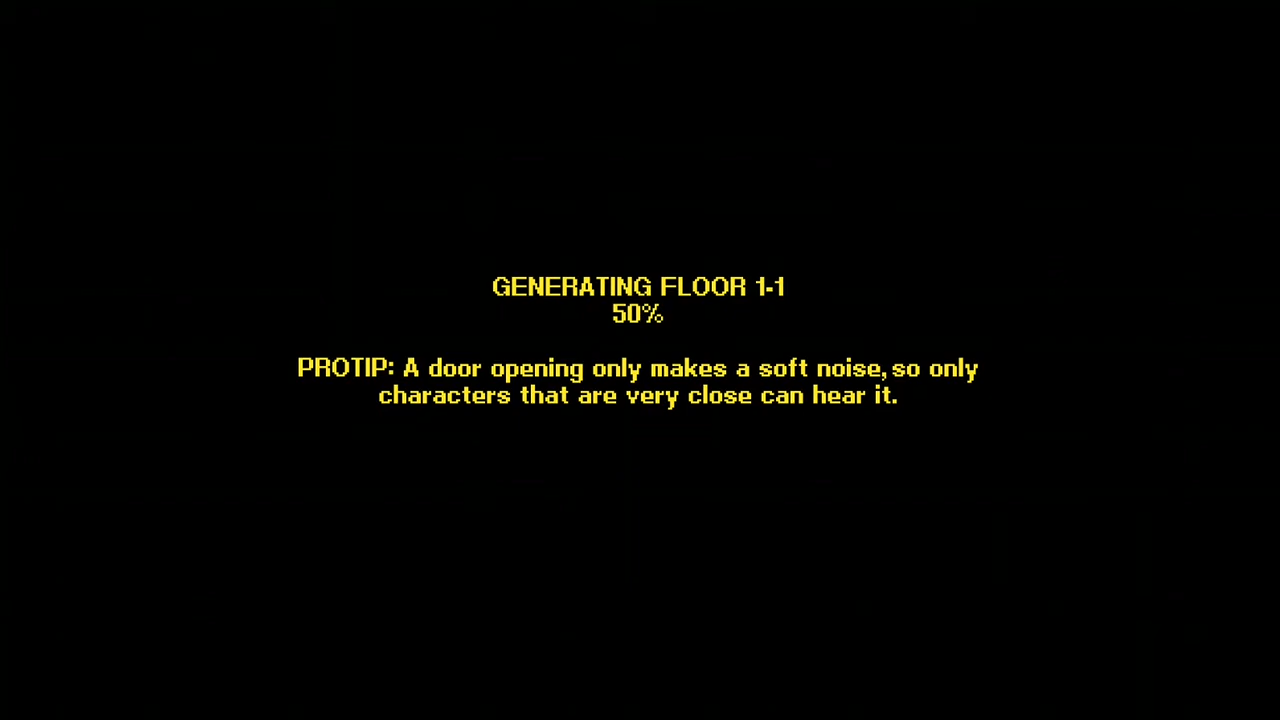 GENERATING FLOOR 1-1
50%
PROTIP: A door opening only makes a soft noise, so only
characters that are very close can hear it.